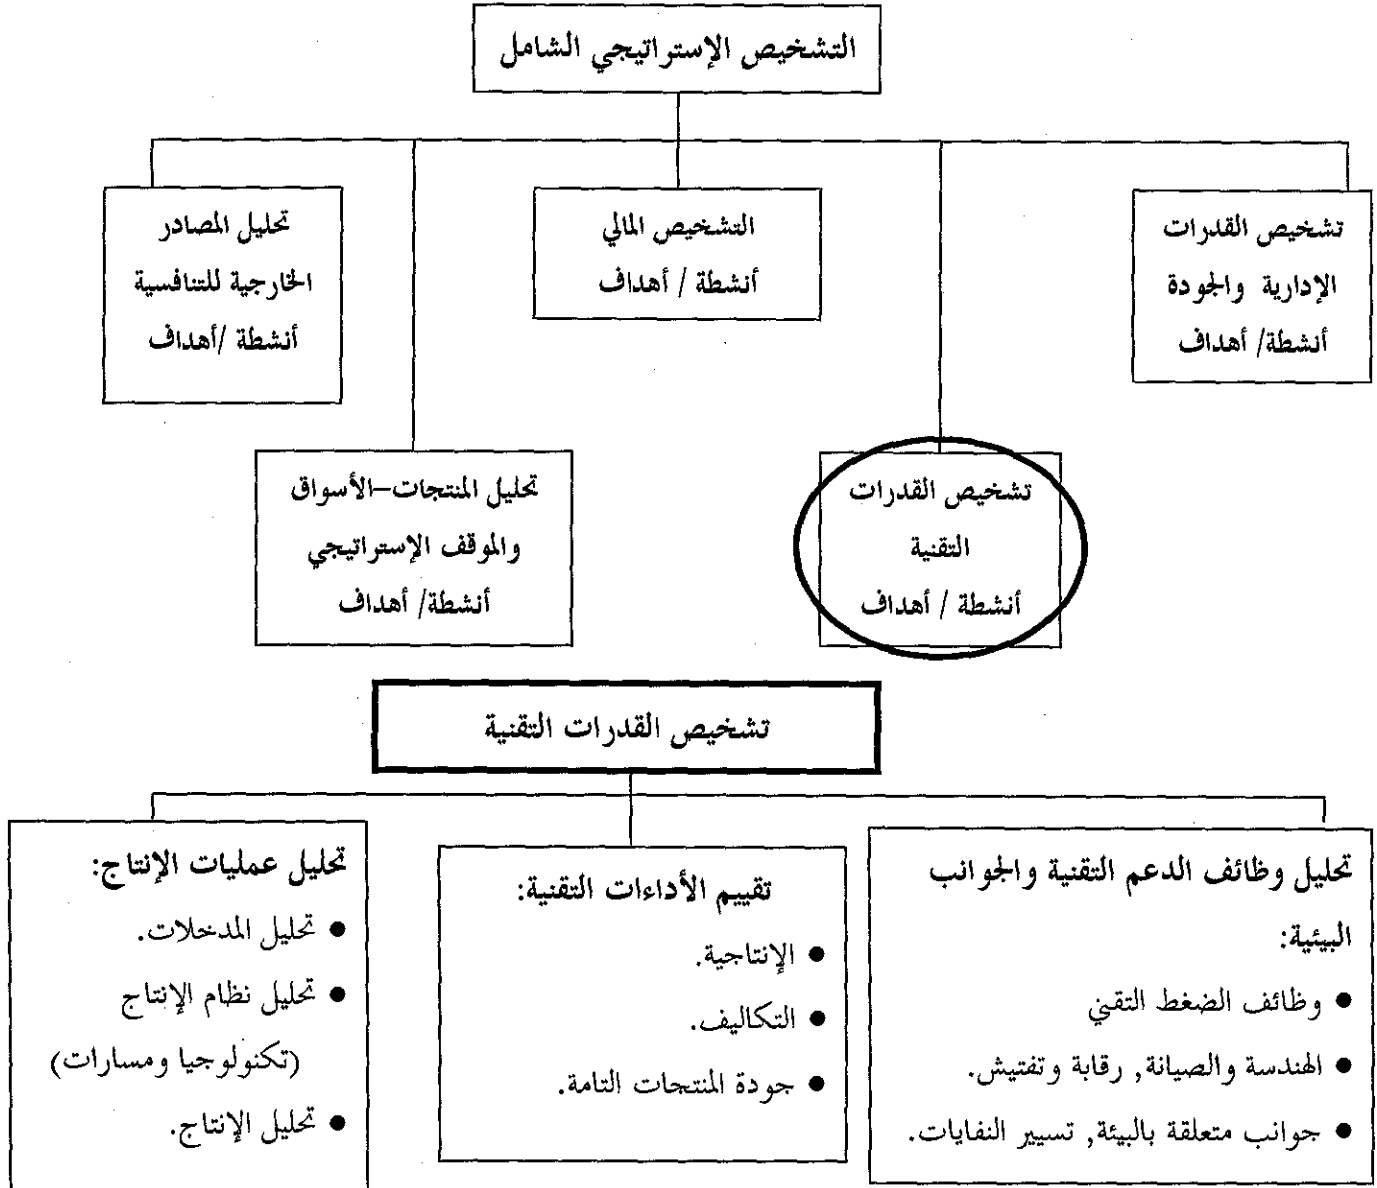 التشخيص الإستراتيجي الشامل
تشخيص القدرات
الإدارية والجودة
أنشطة/ أهداف
التشخيص المالي
أنشطة / أهداف
تحليل المصادر
الخارجية للتنافسية
أنشطة /أهداف
تشخيص القدرات
التقنية
أنشطة / أهداف
تحليل المنتجات–الأسواق
والموقف الإستراتيجي
أنشطة/ أهداف
تشخيص القدرات التقنية
تحليل وظائف الدعم التقنية والجوانب
البيئية:
● وظائف الضغط التقني
● الهندسة والصيانة, رقابة وتفتيش.
● جوانب متعلقة بالبيئة, تسيير النفايات.
تقييم الأداءات التقنية:
● الإنتاجية.
● التكاليف.
● جودة المنتجات التامة.
تحليل عمليات الإنتاج:
● تحليل المدخلات.
● تحليل نظام الإنتاج
(تكنولوجيا ومسارات)
● تحليل الإنتاج.